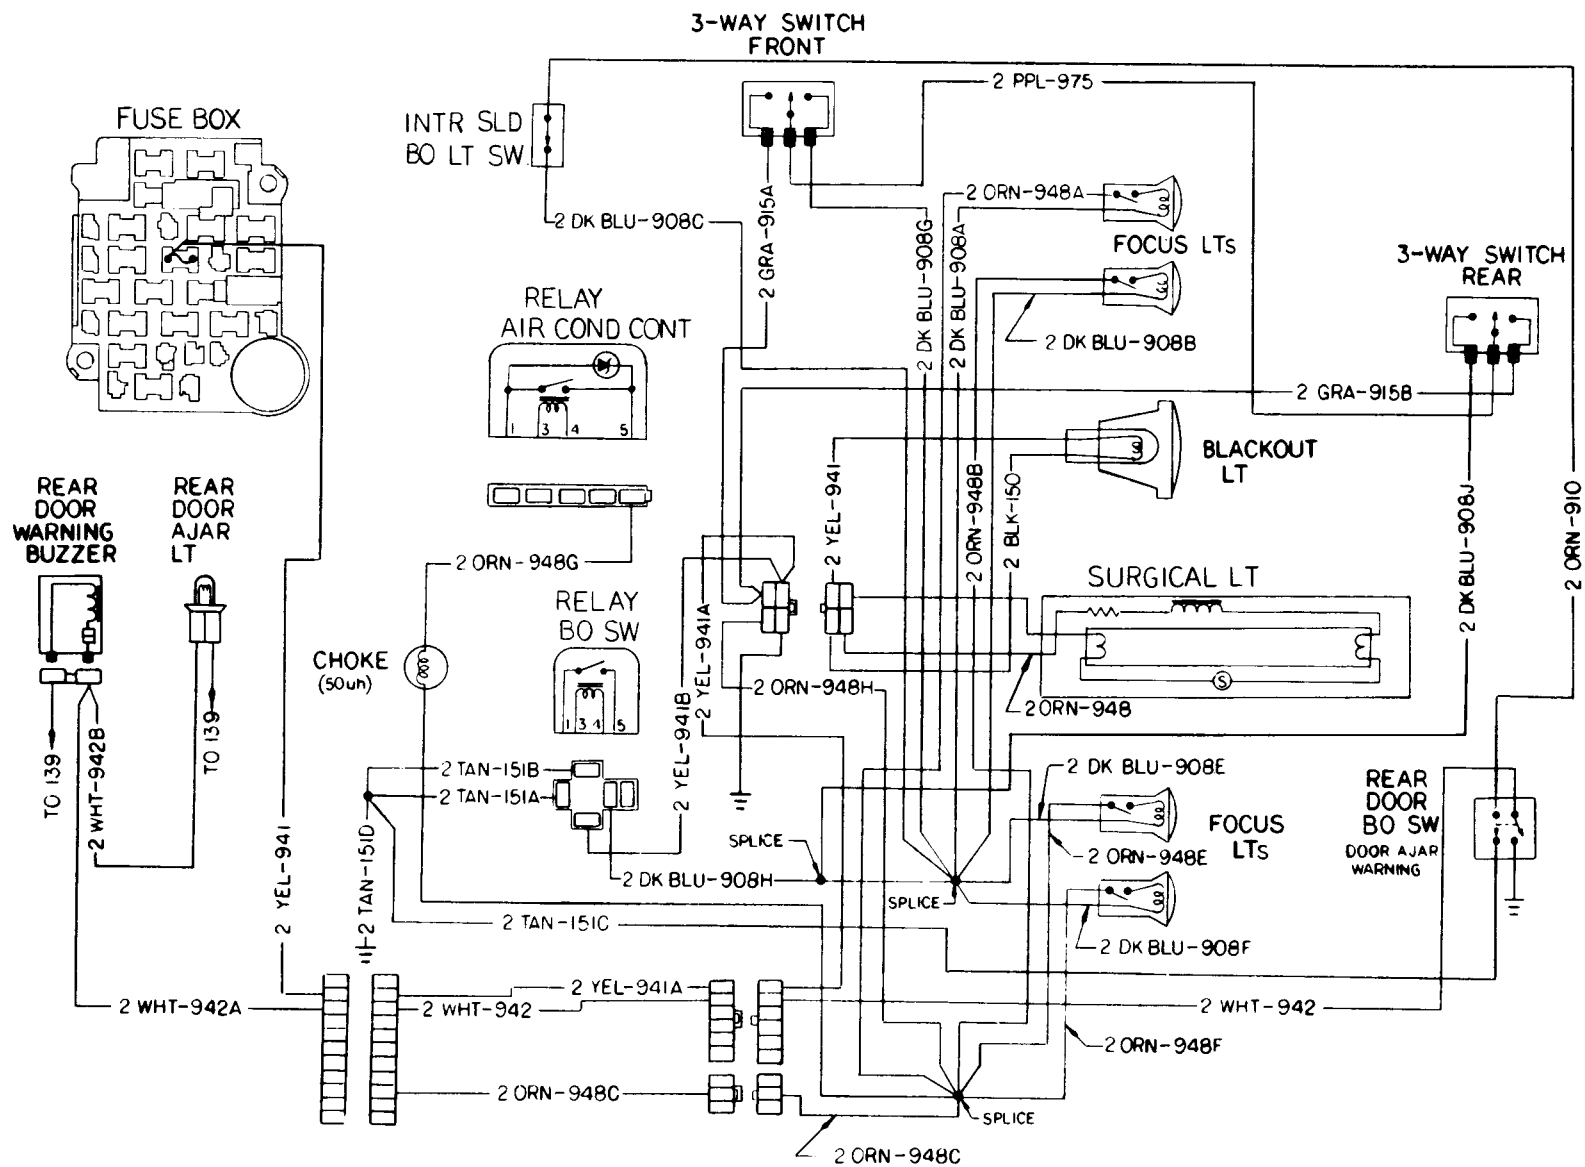 3-WAY SWITCH
FRONT
2 PPL-975
FUSE BOX
INTR SLD
BO LT SW.
2 ORN-948A
2 GRA-915A
2 DK BLU-908C
2 DK BLU-908G
2 DK BLU-908A
FOCUS LTs
3-WAY SWITCH
REAR
RELAY
AIR COND CONT
2 DK BLU-908B
1 3 4 5
2 GRA-915B
BLACKOUT
LT
2 YEL-941
2 BLK-150
2 ORN-948B
2 DK BLU-908J
2 ORN-910
REAR
DOOR
WARNING
BUZZER
REAR
DOOR
AJAR
LT
2 ORN-948G
RELAY
BO SW
SURGICAL LT
CHOKE
(50uh)
2 YEL-941A
2 YEL-941B
2 ORN-948H
S
2 ORN-948
1 3 4 5
TO 139
2 WHT-942B
TO 139
2 TAN-151B
2 TAN-151A
2 DK BLU-908E
REAR
DOOR
BO SW
DOOR AJAR
WARNING
FOCUS
LTs
2 ORN-948E
SPLICE
2 DK BLU-908H
SPLICE
2 YEL-941
2 TAN-151D
2 TAN-151C
2 DK BLU-908F
2 YEL-941A
2 WHT-942A
2 WHT-942
2 WHT-942
2 ORN-948F
2 ORN-948C
SPLICE
2 ORN-948C